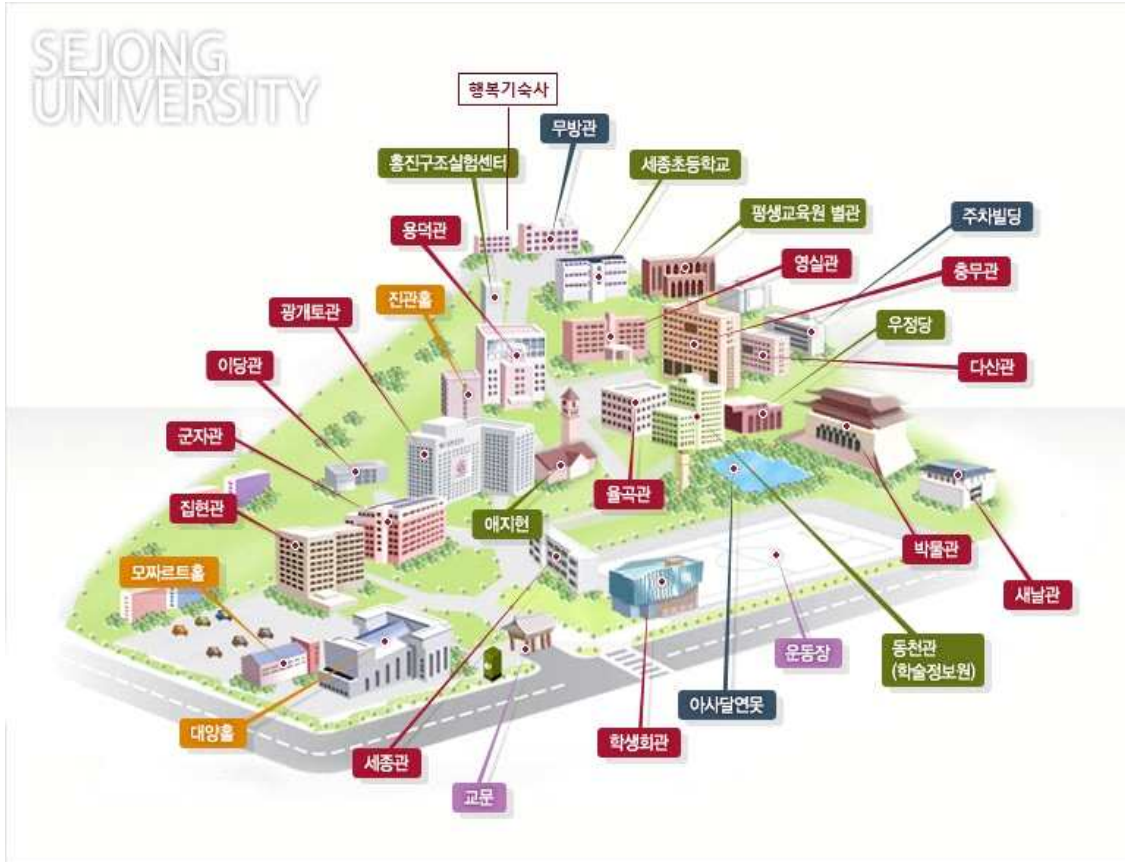 SEJONG
UNIVERSITY
행복기숙사
무방관
홍진구조실험센터
세종초등학교
평생교육원 별관
주차빌딩
용덕관
영실관
충무관
진관홀
광개토관
우정당
이당관
다산관
군자관
집현관
애지헌
율곡관
박물관
모짜르트홀
새날관
운동장
동천관
(학술정보원)
아사달연못
대양홀
학생회관
세종관
교문